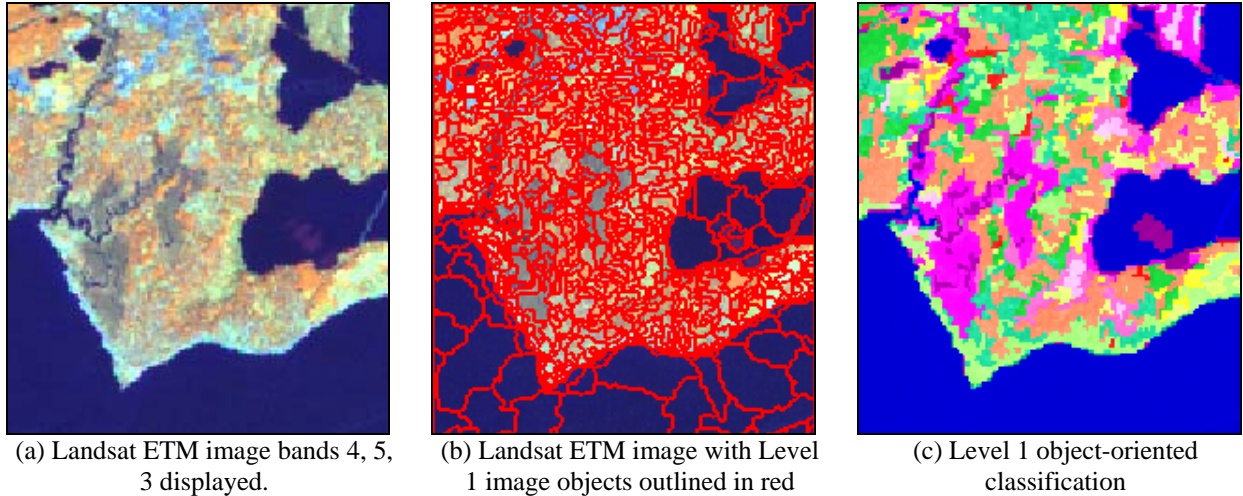 (a) Landsat ETM image bands 4, 5,
3 displayed.
(b) Landsat ETM image with Level
1 image objects outlined in red
(c) Level 1 object-oriented
classification